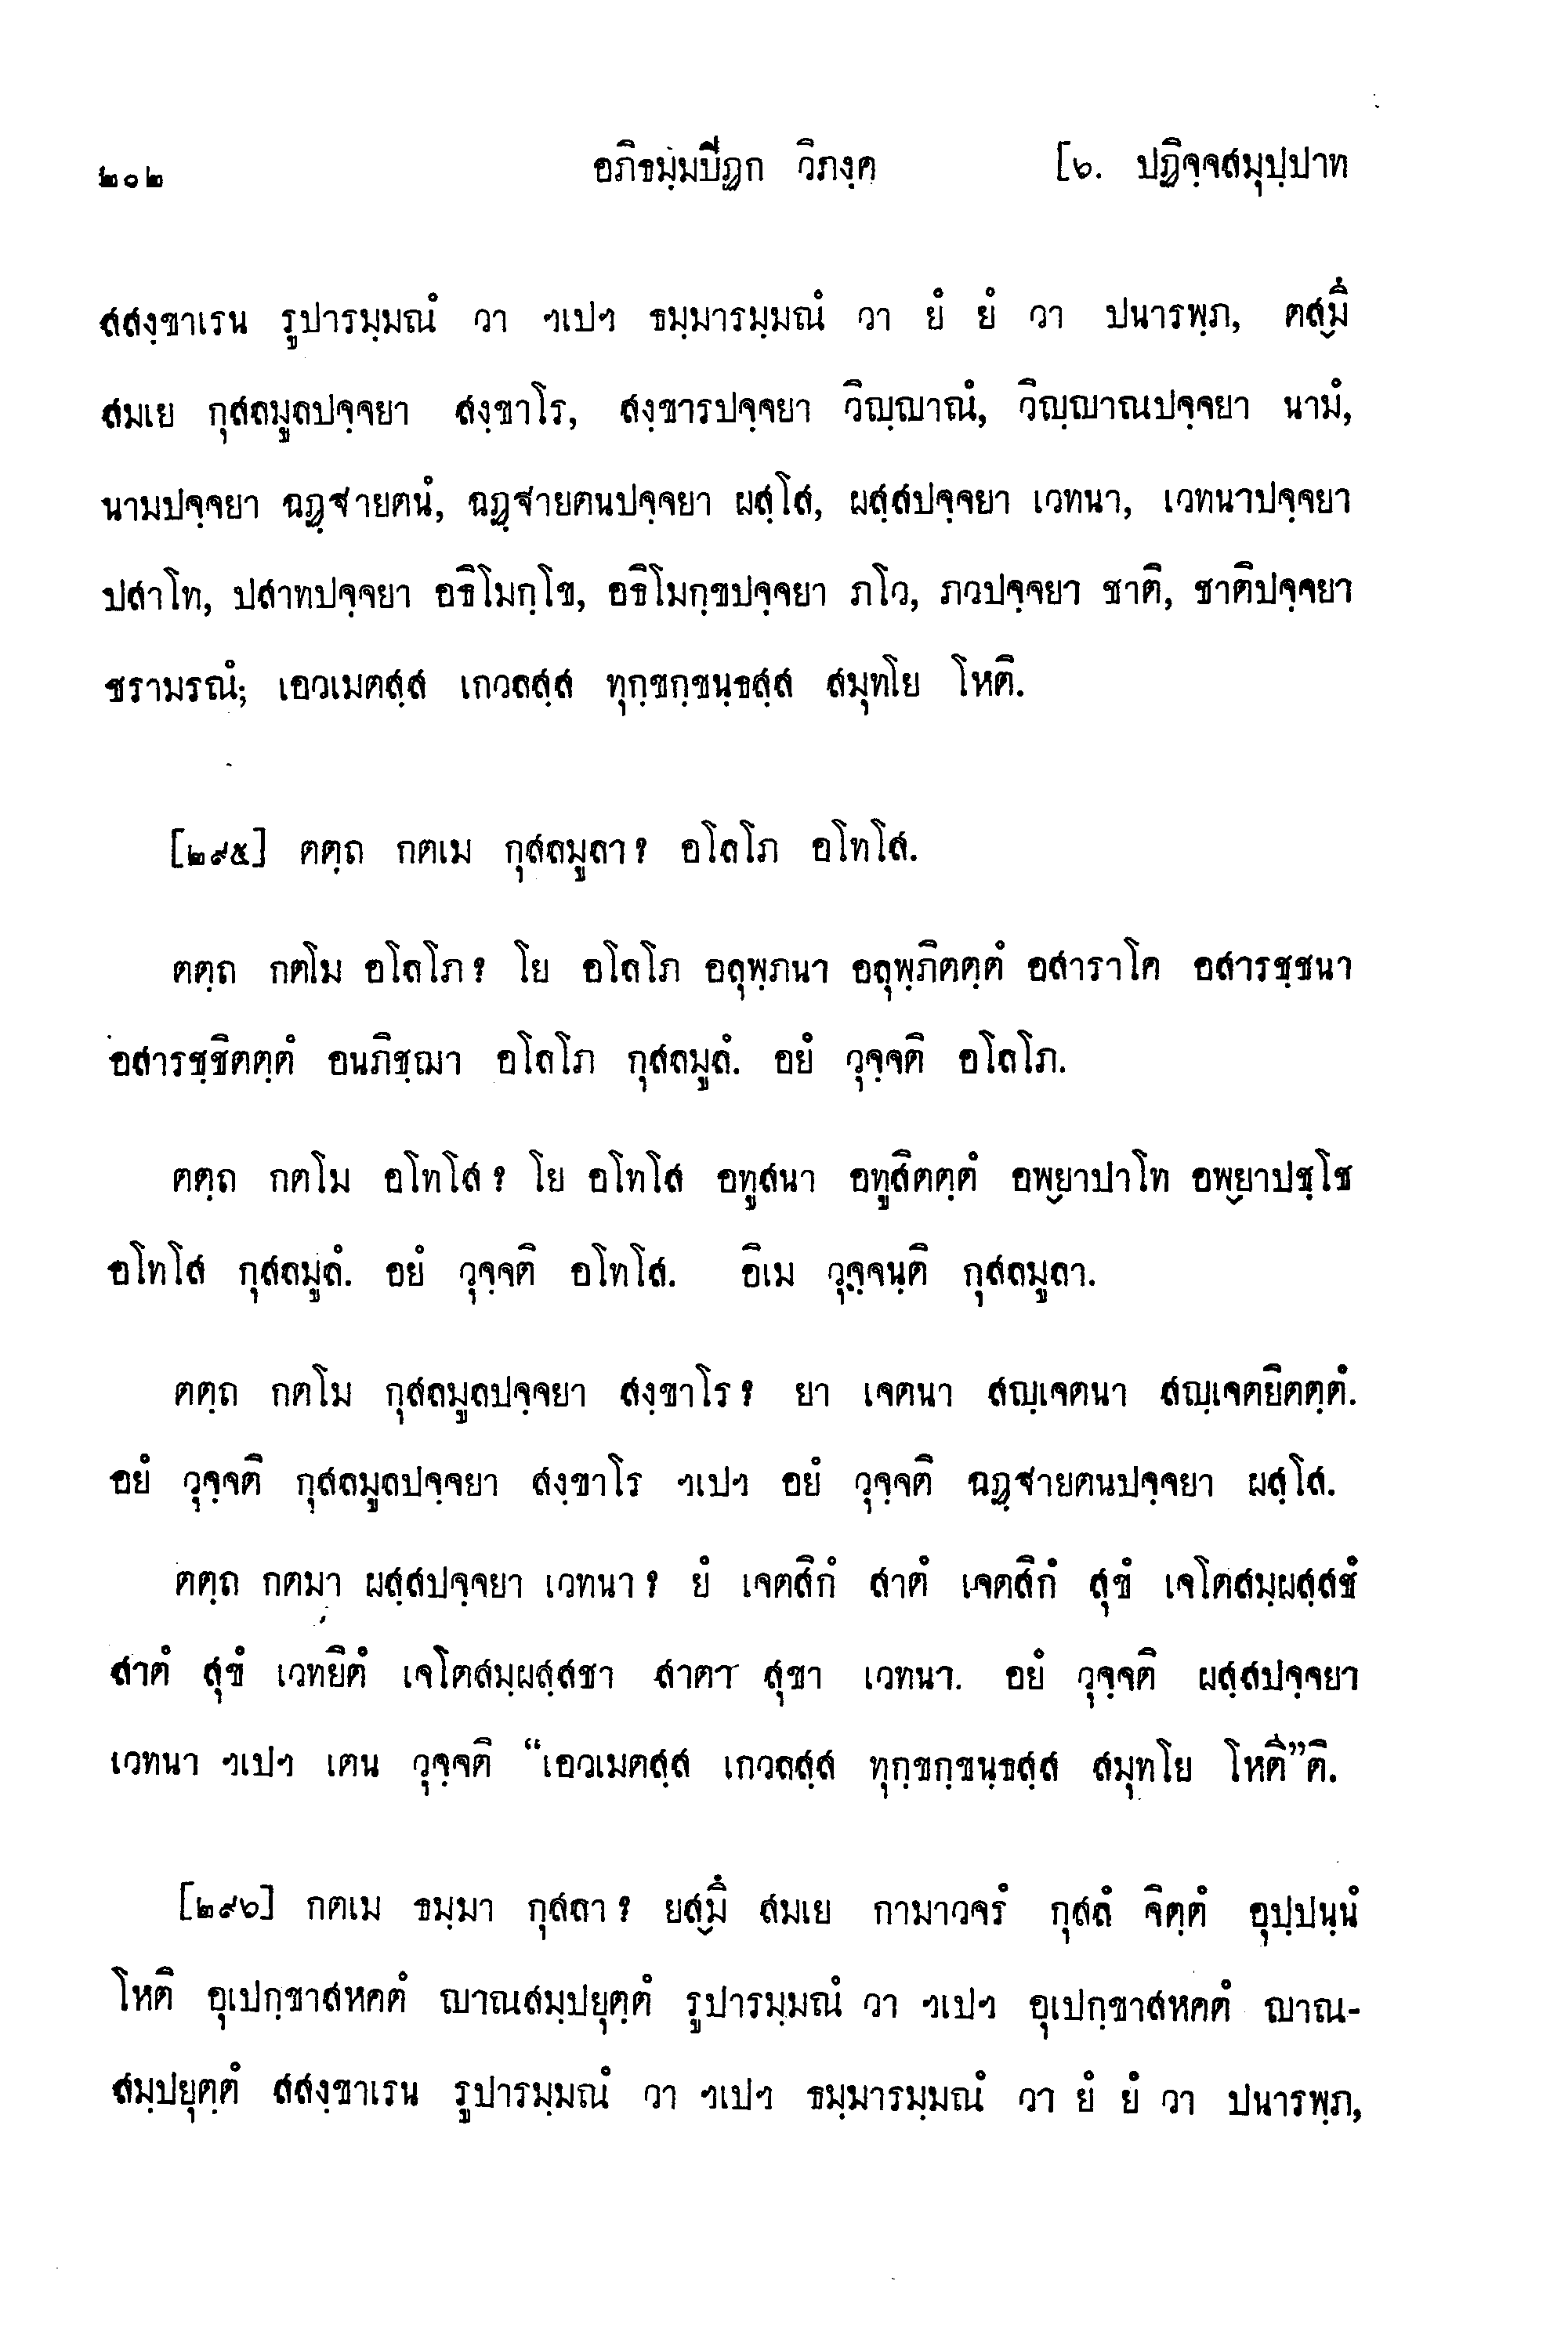 ๒๐๒ อภิธมฺมปิฏก วิภงฺค [๖. ปฏิจฺจสมุปฺปาท
สสงฺขาเรน รูปารมฺมณํ วา ฯเปฯ ธมฺมารมฺมณํ วา ยํ ยํ วา ปนารพฺภ, ตสฺมิํ
สมเย กุสลมูลปจฺจยา สงฺขาโร, สงฺขารปจฺจยา วิญฺญาณํ, วิญฺญาณปจฺจยา นามํ,
นามปจฺจยา ฉฏฺฐายตนํ, ฉฏฺฐายตนปจฺจยา ผสฺโส, ผสฺสปจฺจยา เวทนา, เวทนาปจฺจยา
ปสาโท, ปสาทปจฺจยา อธิโมกฺโข, อธิโมกฺขปจฺจยา ภโว, ภวปจฺจยา ชาติ, ชาติปจฺจยา
ชรามรณํ; เอวเมตสฺส เกวลสฺส ทุกฺขกฺขนฺธสฺส สมุทโย โหติ.
[๒๙๕] ตตฺถ กตเม กุสลมูลา? อโลโภ อโทโส.
ตตฺถ กตโม อโลโภ? โย อโลโภ อลุพฺภนา อลุพฺภิตตฺตํ อสาราโค อสารชฺชนา
อสารชฺชิตตฺตํ อนภิชฺฌา อโลโภ กุสลมูลํ. อยํ วุจฺจติ อโลโภ.
ตตฺถ กตโม อโทโส? โย อโทโส อทูสนา อทูสิตตฺตํ อพฺยาปาโท อพฺยาปชฺโช
อโทโส กุสลมูลํ. อยํ วุจฺจติ อโทโส. อิเม วุจฺจนฺติ กุสลมูลา.
ตตฺถ กตโม กุสลมูลปจฺจยา สงฺขาโร? ยา เจตนา สญฺเจตนา สญฺเจตยิตตฺตํ.
อยํ วุจฺจติ กุสลมูลปจฺจยา สงฺขาโร ฯเปฯ อยํ วุจฺจติ ฉฏฺฐายตนปจฺจยา ผสฺโส.
ตตฺถ กตมา ผสฺสปจฺจยา เวทนา? ยํ เจตสิกํ สาตํ เจตสิกํ สุขํ เจโตสมฺผสฺสชํ
สาตํ สุขํ เวทยิตํ เจโตสมฺผสฺสชา สาตา สุขา เวทนา. อยํ วุจฺจติ ผสฺสปจฺจยา
เวทนา ฯเปฯ เตน วุจฺจติ “เอวเมตสฺส เกวลสฺส ทุกฺขกฺขนฺธสฺส สมุทโย โหตี”ติ.
[๒๙๖] กตเม ธมฺมา กุสลา? ยสฺมิํ สมเย กามาวจรํ กุสลํ จิตฺตํ อุปฺปนฺนํ
โหติ อุเปกฺขาสหคตํ ญาณสมฺปยุตฺตํ รูปารมฺมณํ วา ฯเปฯ อุเปกฺขาสหคตํ ญาณ-
สมฺปยุตฺตํ สสงฺขาเรน รูปารมฺมณํ วา ฯเปฯ ธมฺมารมฺมณํ วา ยํ ยํ วา ปนารพฺภ,